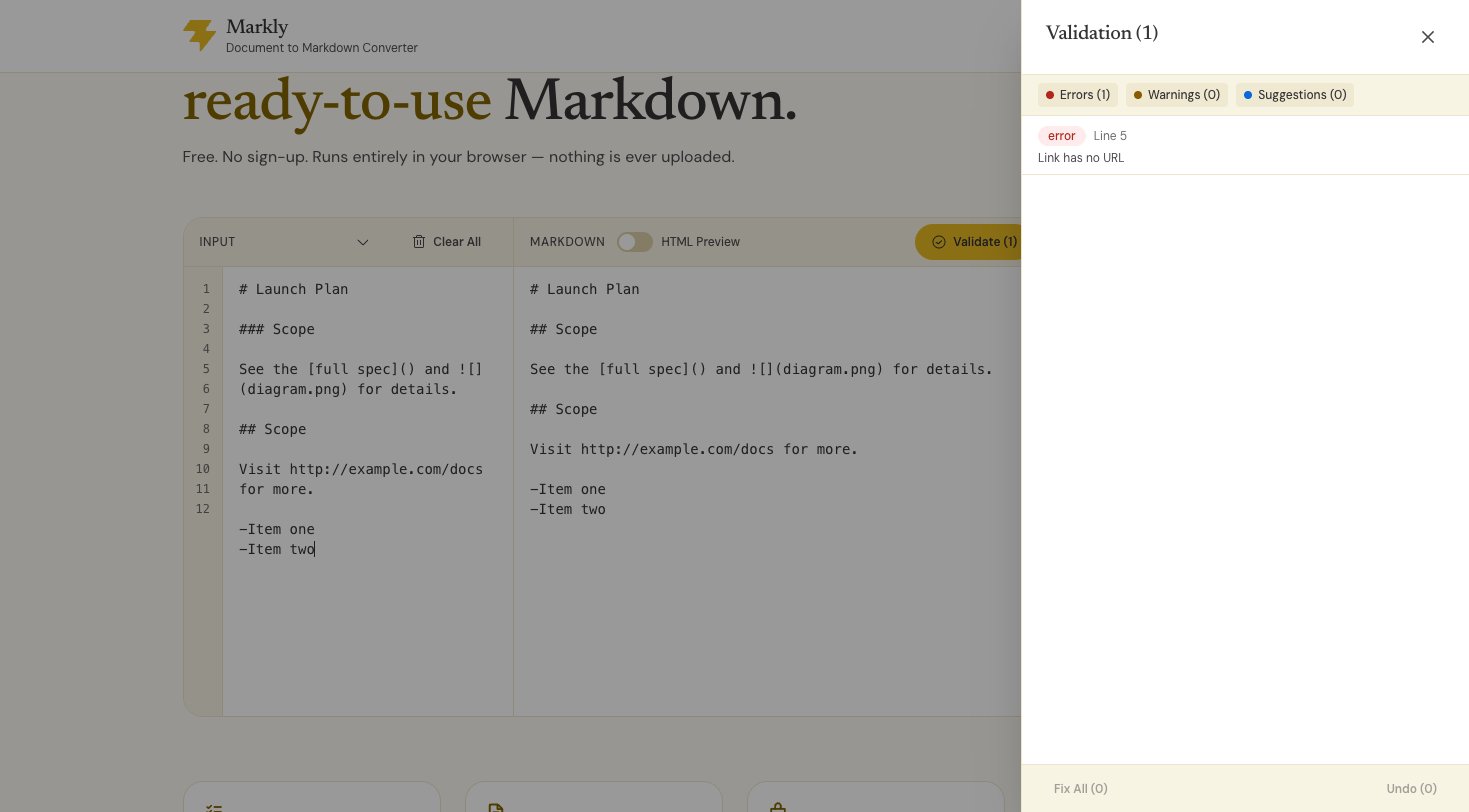 Markly
Document to Markdown Converter
ready-to-use Markdown.
Free. No sign-up. Runs entirely in your browser — nothing is ever uploaded.
INPUT
Clear All
MARKDOWN
HTML Preview
Validate (1)
1
2
3
4
5
6
7
8
9
10
11
12
# Launch Plan
### Scope
See the [full spec]() and ![]
(diagram.png) for details.
## Scope
Visit http://example.com/docs
for more.
-Item one
-Item two
# Launch Plan
## Scope
See the [full spec]() and ![](diagram.png) for details.
## Scope
Visit http://example.com/docs for more.
-Item one
-Item two
Validation (1)
Errors (1)
Warnings (0)
Suggestions (0)
error Line 5
Link has no URL
Fix All (0)
Undo (0)